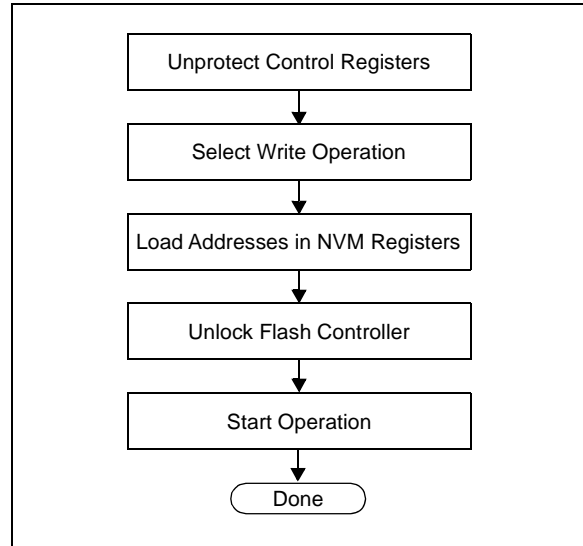 Unprotect Control Registers
Select Write Operation
Load Addresses in NVM Registers
Unlock Flash Controller
Start Operation
Done